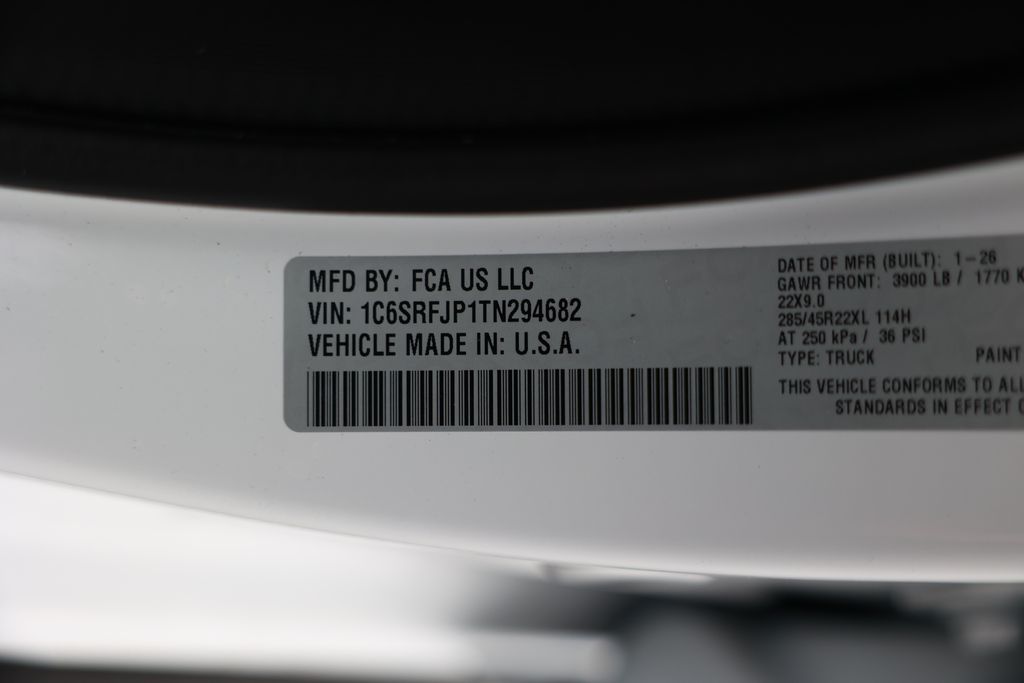 MFD BY: FCA US LLC
VIN: 1C6SRFJP1TN294682
VEHICLE MADE IN: U.S.A.
DATE OF MFR (BUILT): 1-26
GAWR FRONT: 3900 LB / 1770 K
22X9.0
285/45R22XL 114H
AT 250 kPa / 36 PSI
TYPE: TRUCK PAINT
THIS VEHICLE CONFORMS TO ALL
STANDARDS IN EFFECT